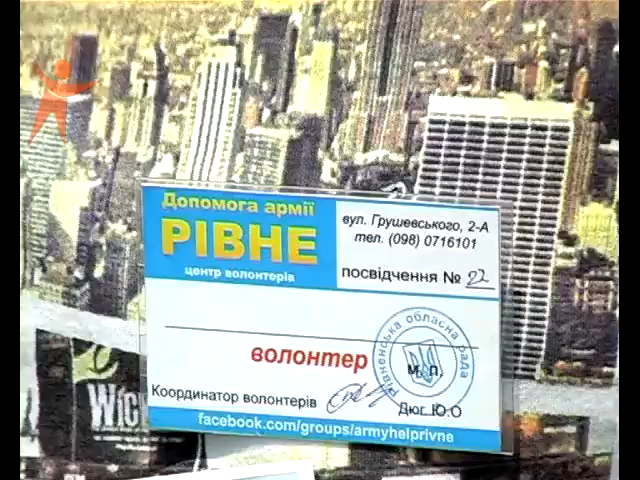 Допомога армії
РІВНЕ
центр волонтерів
вул. Грушевського, 2-А
тел. (098) 0716101
посвідчення № 22
волонтер
Рівненська обласна рада
М. П.
Координатор волонтерів
Дюг Ю.О
facebook.com/groups/armyhelprivne